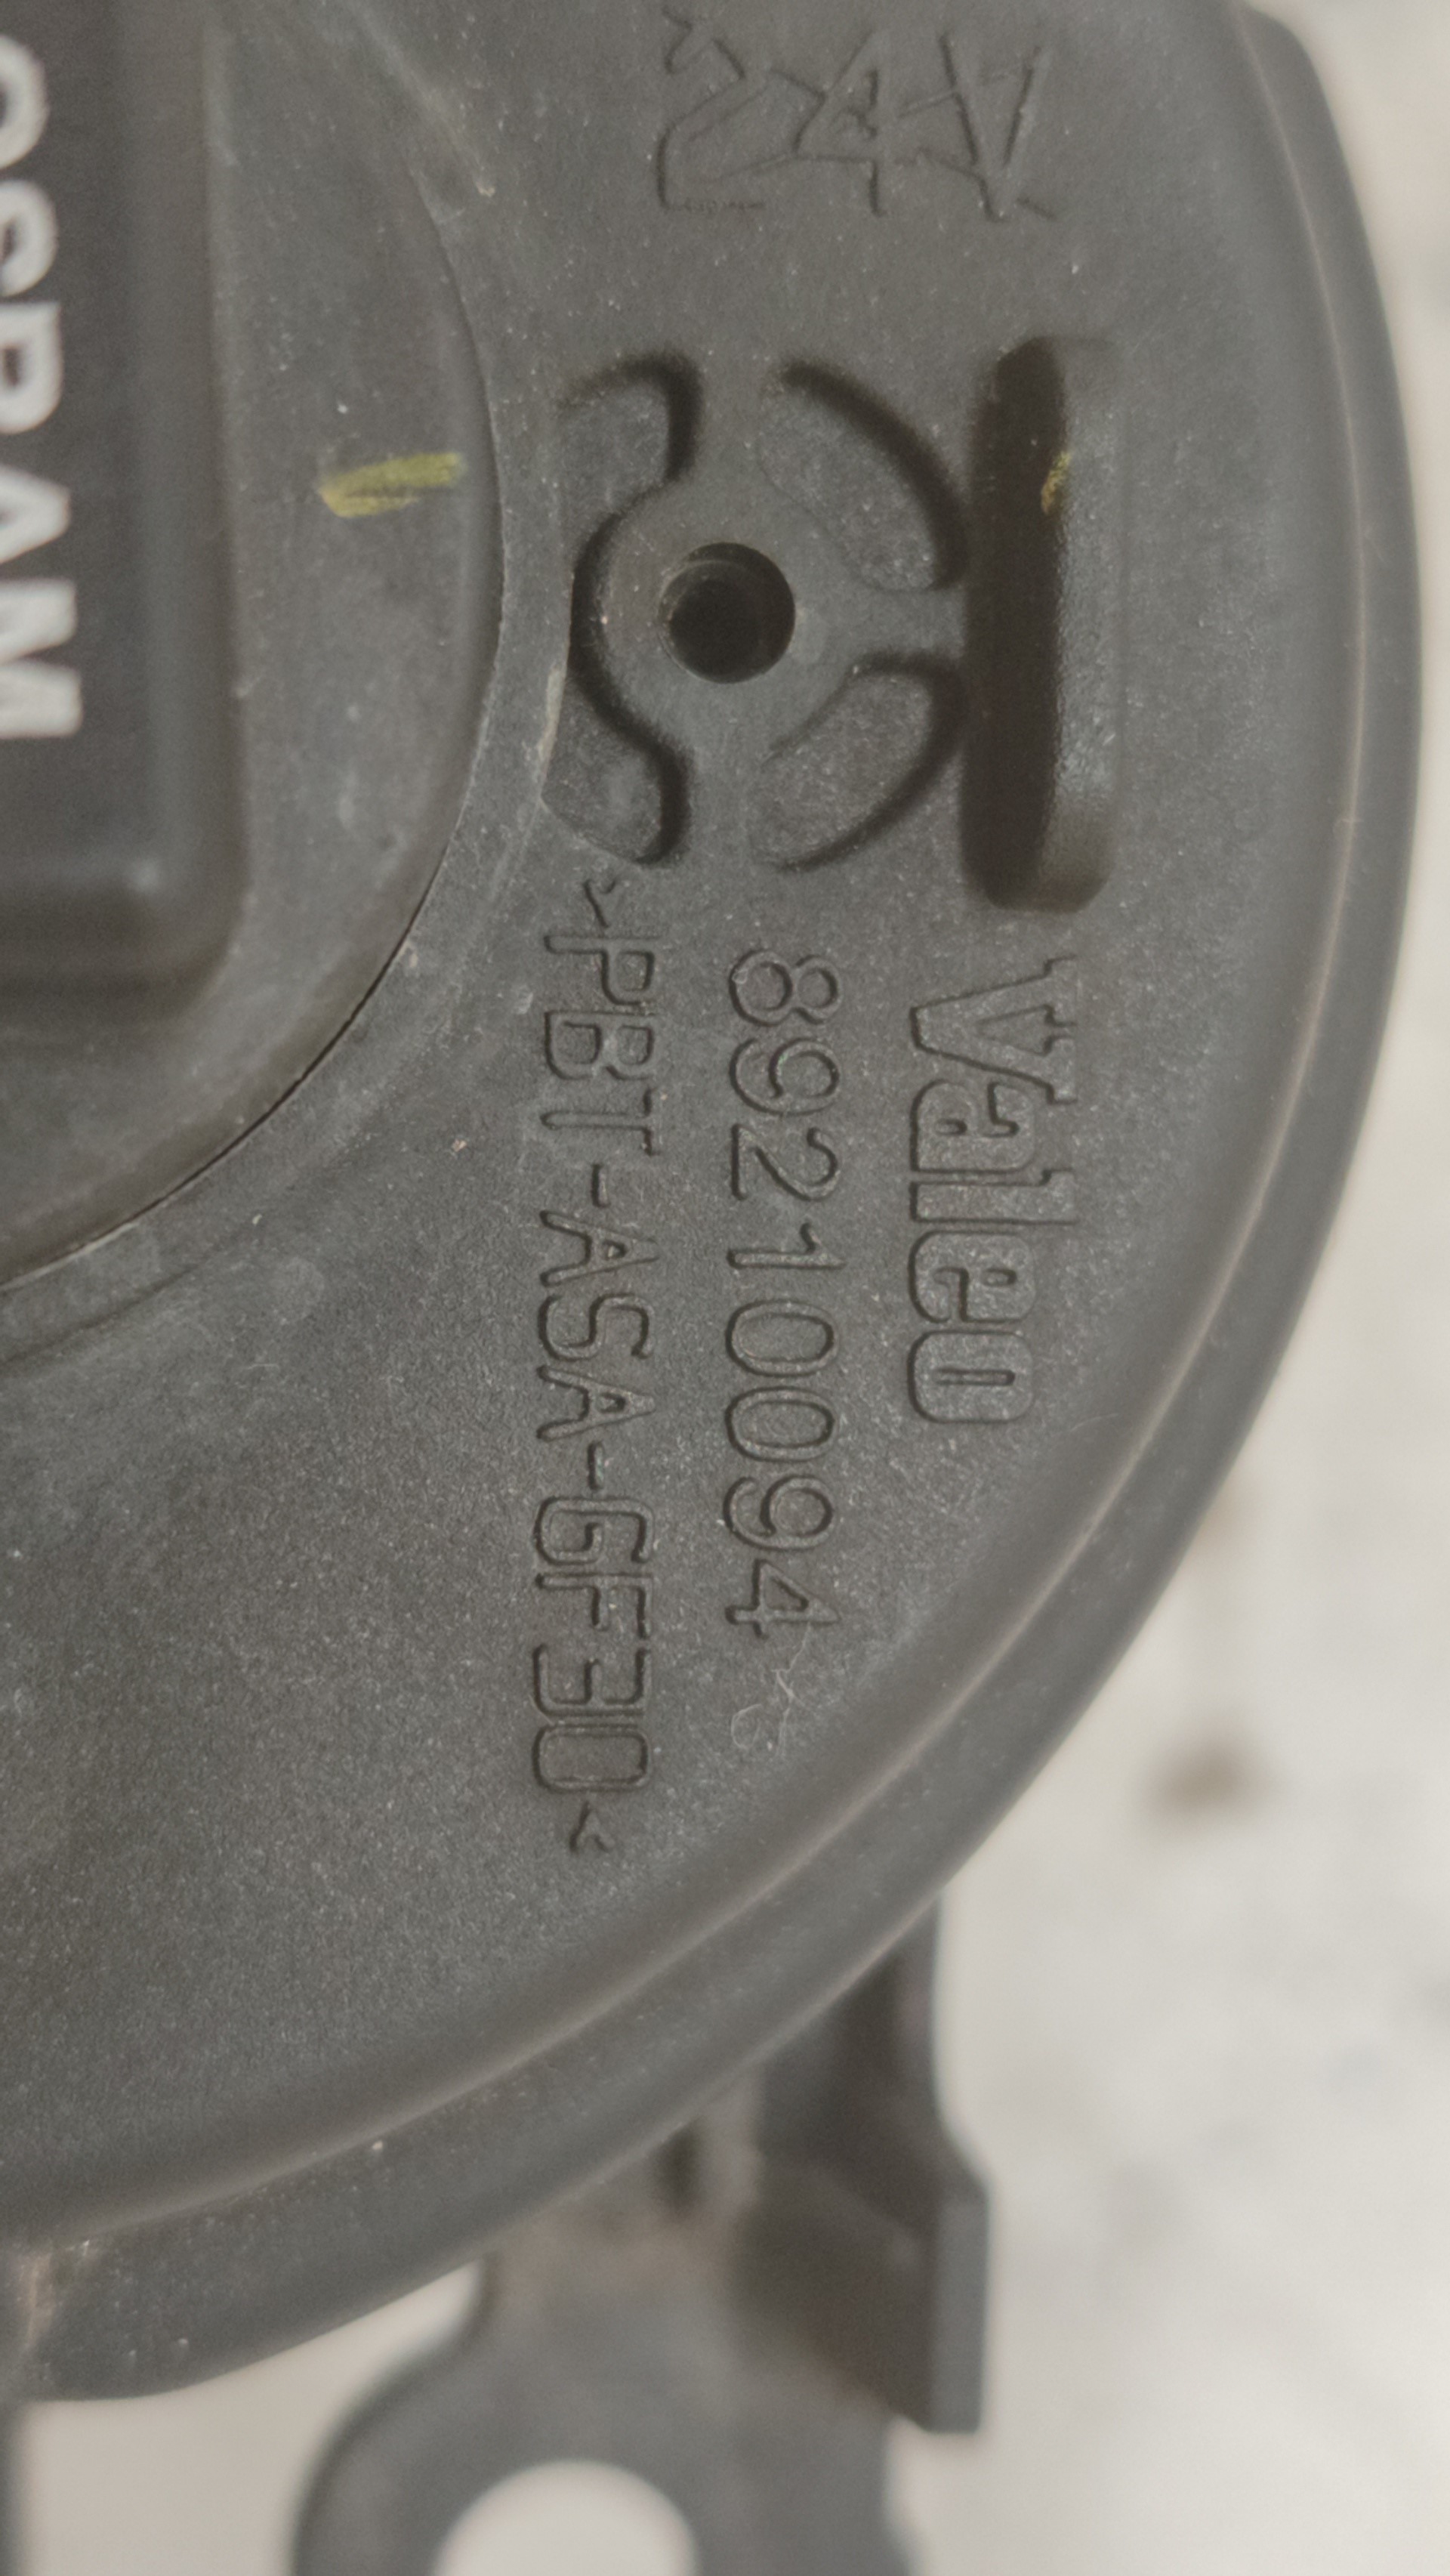 24V
Valeo
89210094
>PBT-ASA-GF30<
OSRAM